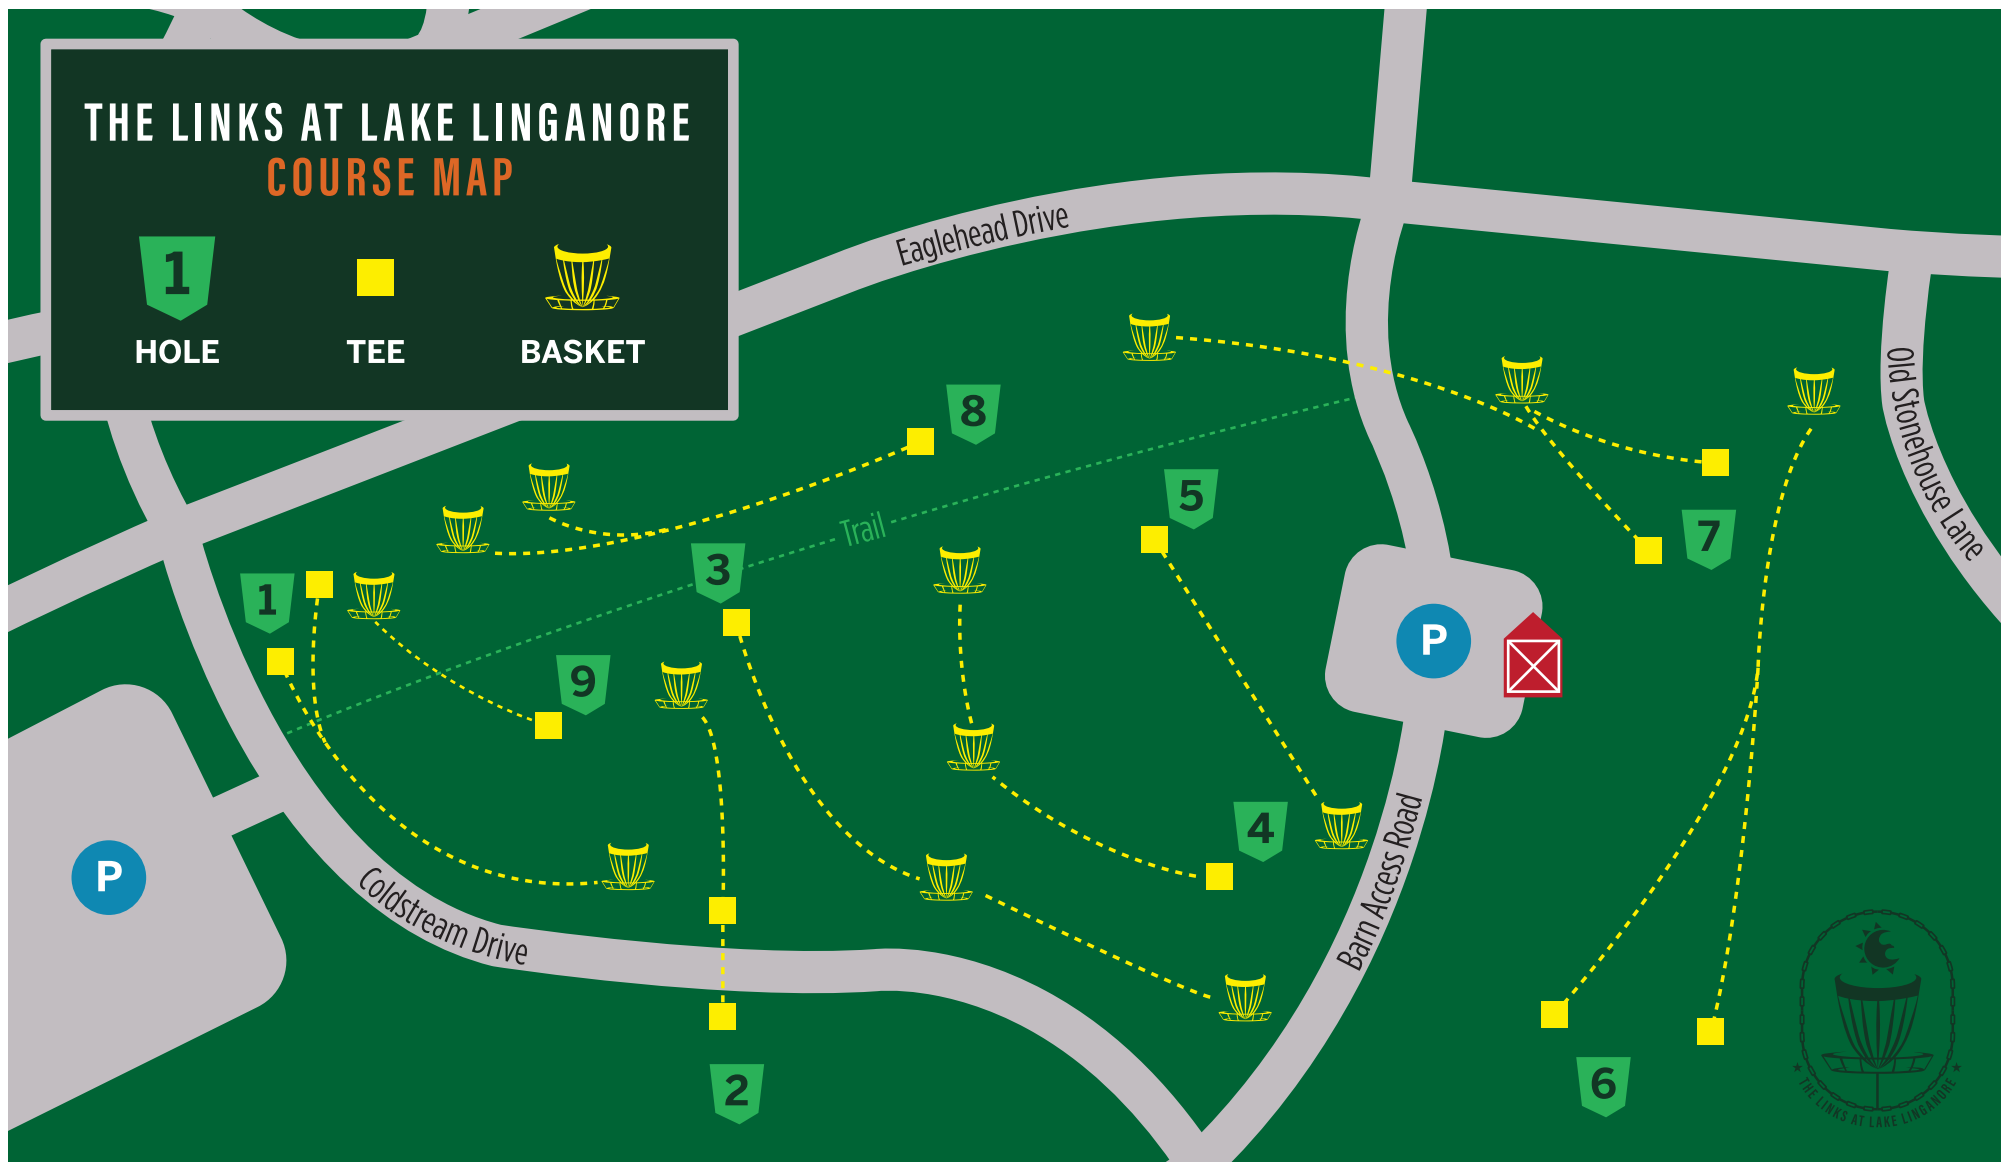 THE LINKS AT LAKE LINGANORE
COURSE MAP
1
HOLE
TEE
BASKET
Eaglehead Drive
Old Stonehouse Lane
8
5
7
Trail
3
1
9
P
P
4
Barn Access Road
Coldstream Drive
2
6
THE LINKS AT LAKE LINGANORE